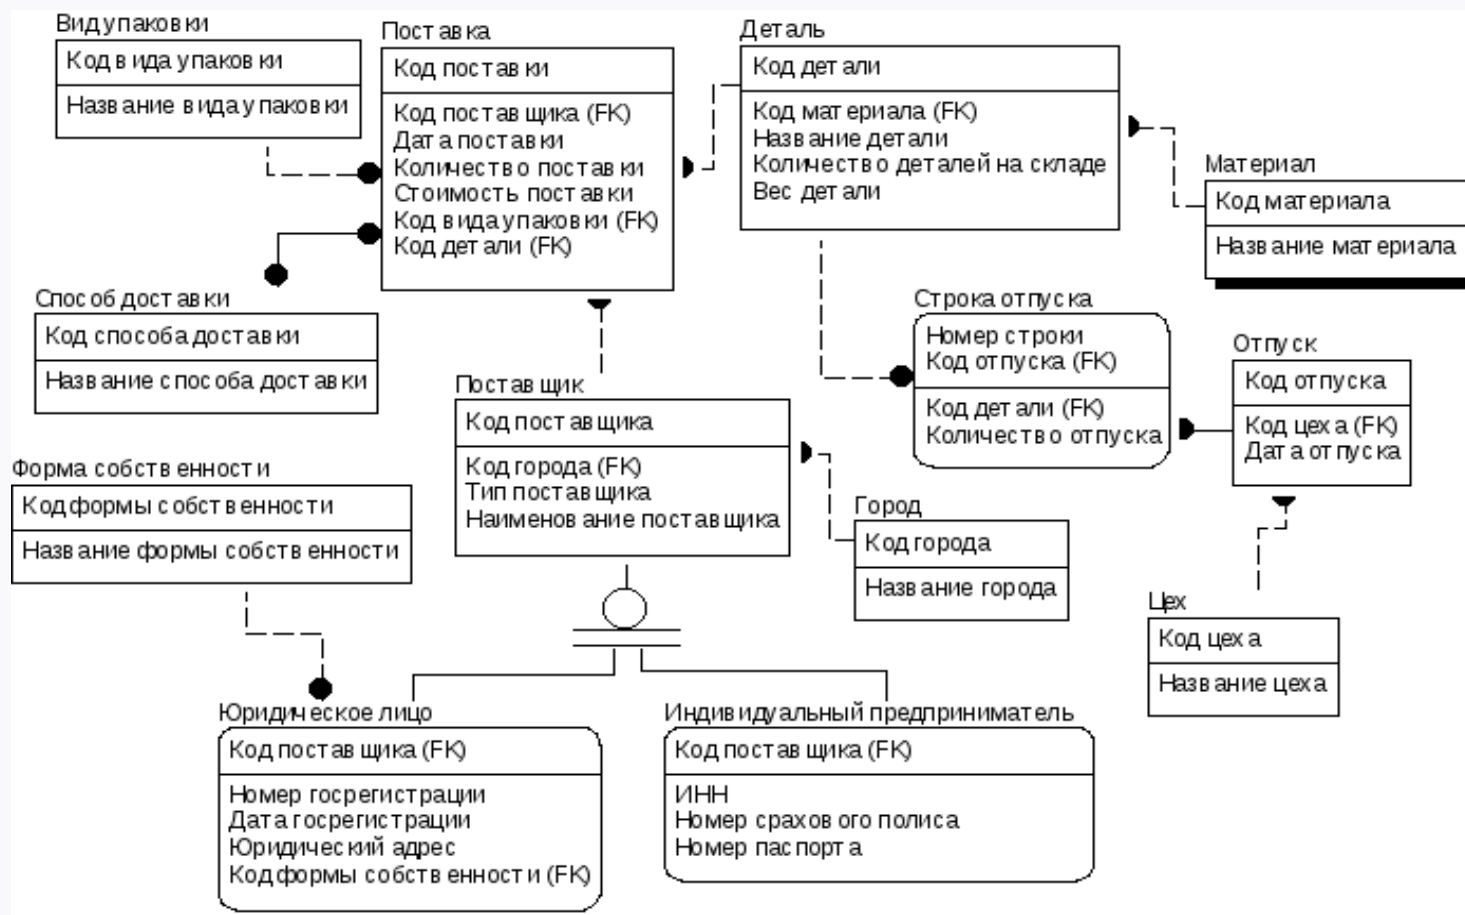 Вид упаковки
Код вида упаковки
Название вида упаковки
Поставка
Код поставки
Код поставщика (FK)
Дата поставки
Количество поставки
Стоимость поставки
Код вида упаковки (FK)
Код детали (FK)
Деталь
Код детали
Код материала (FK)
Название детали
Количество деталей на складе
Вес детали
Материал
Код материала
Название материала
Способ доставки
Код способа доставки
Название способа доставки
Строка отпуска
Номер строки
Код отпуска (FK)
Код детали (FK)
Количество отпуска
Отпуск
Код отпуска
Код цеха (FK)
Дата отпуска
Поставщик
Код поставщика
Код города (FK)
Тип поставщика
Наименование поставщика
Форма собственности
Код формы собственности
Название формы собственности
Город
Код города
Название города
Цех
Код цеха
Название цеха
Юридическое лицо
Код поставщика (FK)
Номер госрегистрации
Дата госрегистрации
Юридический адрес
Код формы собственности (FK)
Индивидуальный предприниматель
Код поставщика (FK)
ИНН
Номер срахового полиса
Номер паспорта